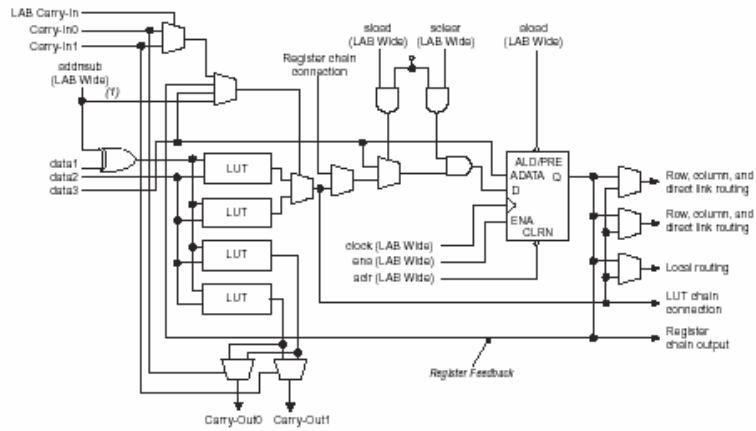 LAB Carry-In
Carry-In0
Carry-In1
addnsub
(LAB Wide)
(1)
data1
data2
data3
Register chain
connection
sload
(LAB Wide)
sclear
(LAB Wide)
aload
(LAB Wide)
LUT
LUT
LUT
LUT
ALD/PRE
ADATA Q
D
ENA
CLRN
clock (LAB Wide)
ena (LAB Wide)
aclr (LAB Wide)
Row, column, and
direct link routing
Row, column, and
direct link routing
Local routing
LUT chain
connection
Register
chain output
Register Feedback
Carry-Out0
Carry-Out1